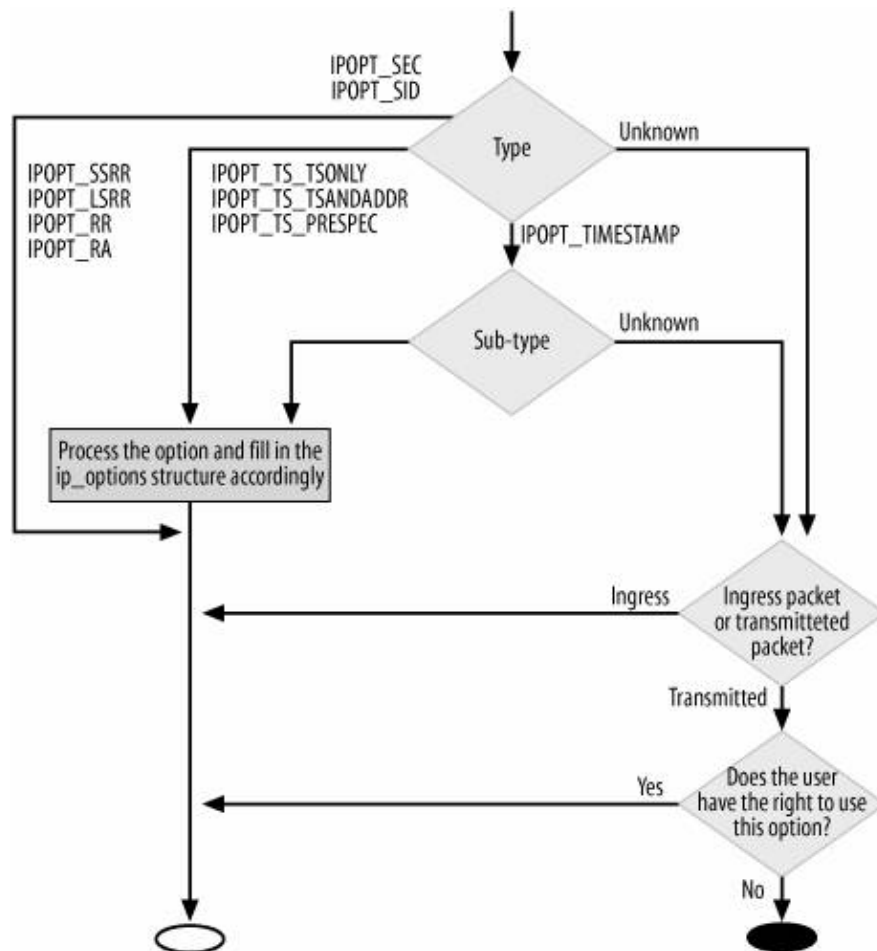 IPOPT_SEC
IPOPT_SID
Type
Unknown
IPOPT_SSRR
IPOPT_LSRR
IPOPT_RR
IPOPT_RA
IPOPT_TS_TSONLY
IPOPT_TS_TSANDADDR
IPOPT_TS_PRESPEC
IPOPT_TIMESTAMP
Sub-type
Unknown
Process the option and fill in the
ip_options structure accordingly
Ingress
Ingress packet
or transmitteted
packet?
Transmitted
Yes
Does the user
have the right to use
this option?
No